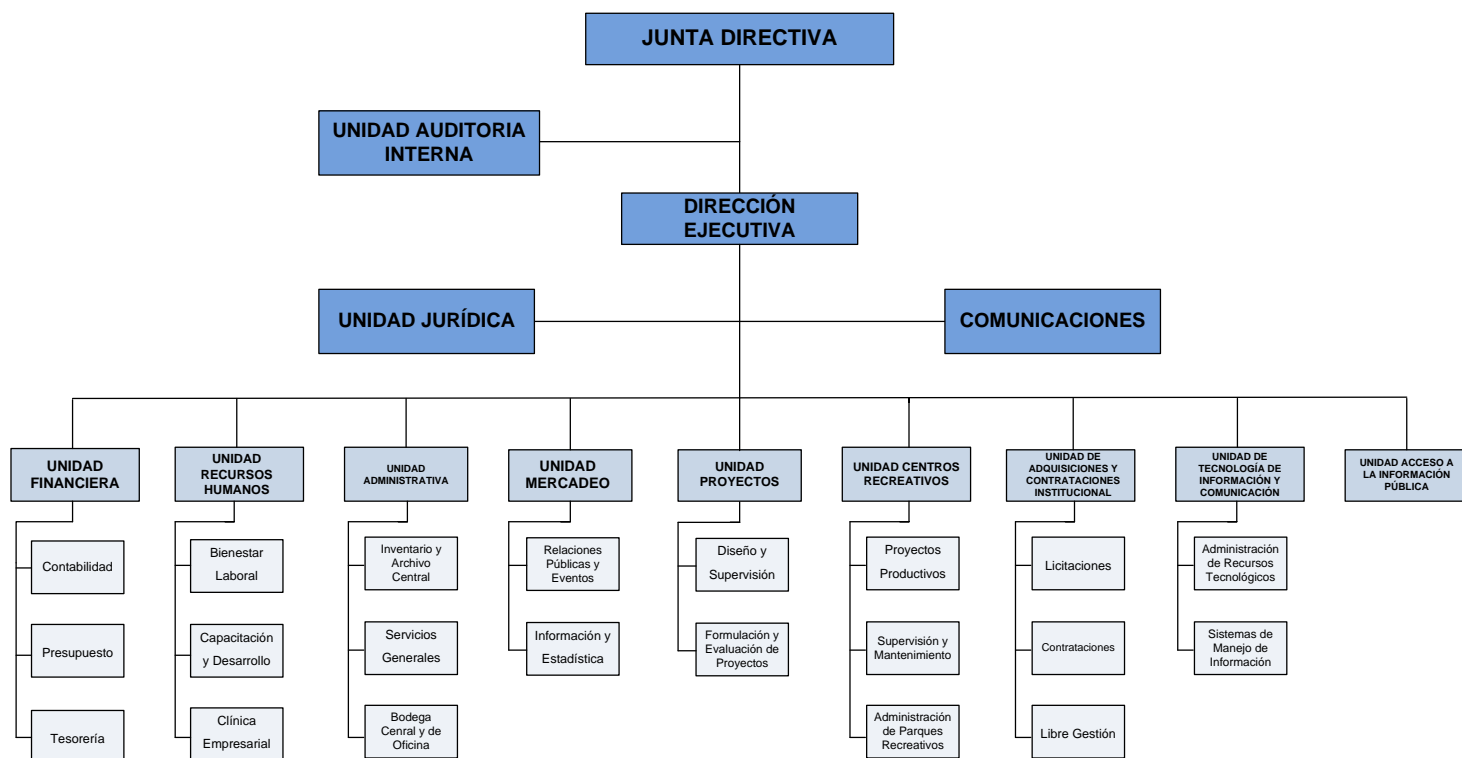 JUNTA DIRECTIVA
UNIDAD AUDITORIA
INTERNA
DIRECCIÓN
EJECUTIVA
UNIDAD JURÍDICA
COMUNICACIONES
UNIDAD
FINANCIERA
UNIDAD
RECURSOS
HUMANOS
UNIDAD
ADMINISTRATIVA
UNIDAD
MERCADEO
UNIDAD
PROYECTOS
UNIDAD CENTROS
RECREATIVOS
UNIDAD DE
ADQUISICIONES Y
CONTRATACIONES
INSTITUCIONAL
UNIDAD DE
TECNOLOGÍA DE
INFORMACIÓN Y
COMUNICACIÓN
UNIDAD ACCESO A
LA INFORMACIÓN
PÚBLICA
Contabilidad
Bienestar
Laboral
Inventario y
Archivo
Central
Relaciones
Públicas y
Eventos
Diseño y
Supervisión
Proyectos
Productivos
Licitaciones
Administración
de Recursos
Tecnológicos
Presupuesto
Capacitación
y Desarrollo
Servicios
Generales
Información y
Estadística
Formulación y
Evaluación de
Proyectos
Supervisión y
Mantenimiento
Contrataciones
Sistemas de
Manejo de
Información
Tesorería
Clínica
Empresarial
Bodega
Cenral y de
Oficina
Administración
de Parques
Recreativos
Libre Gestión